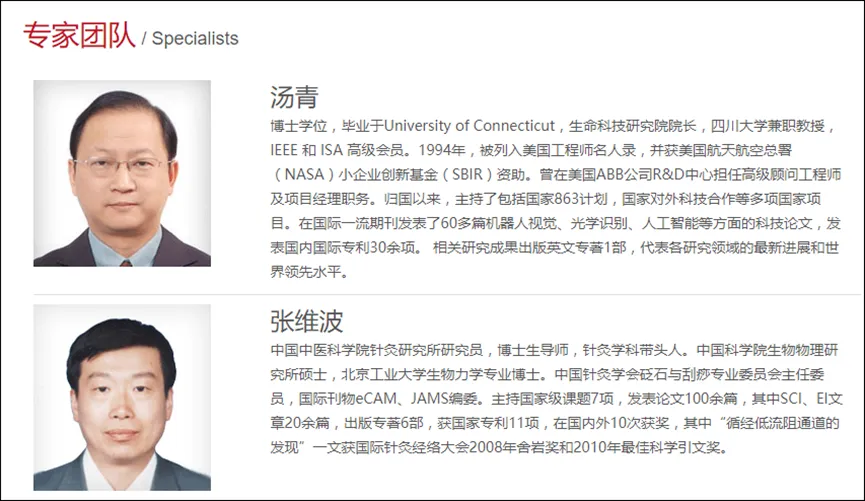 专家团队 / Specialists
汤青
博士学位，毕业于University of Connecticut，生命科技研究院院长，四川大学兼职教授，
IEEE 和 ISA 高级会员。1994年，被列入美国工程师名人录，并获美国航天航空总署
（NASA）小企业创新基金（SBIR）资助。曾在美国ABB公司R&D中心担任高级顾问工程师
及项目经理职务。归国以来，主持了包括国家863计划，国家对外科技合作等多项国家项
目。在国际一流期刊发表了60多篇机器人视觉、光学识别、人工智能等方面的科技论文，发
表国内国际专利30余项。 相关研究成果出版英文专著1部，代表各研究领域的最新进展和世
界领先水平。
张维波
中国中医科学院针灸研究所研究员，博士生导师，针灸学科带头人。中国科学院生物物理研
究所硕士，北京工业大学生物力学专业博士。中国针灸学会砭石与刮痧专业委员会主任委
员，国际刊物eCAM、JAMS编委。主持国家级课题7项，发表论文100余篇，其中SCI、EI文
章20余篇，出版专著6部，获国家专利11项，在国内外10次获奖，其中“循经低流阻通道的
发现”一文获国际针灸经络大会2008年舍岩奖和2010年最佳科学引文奖。